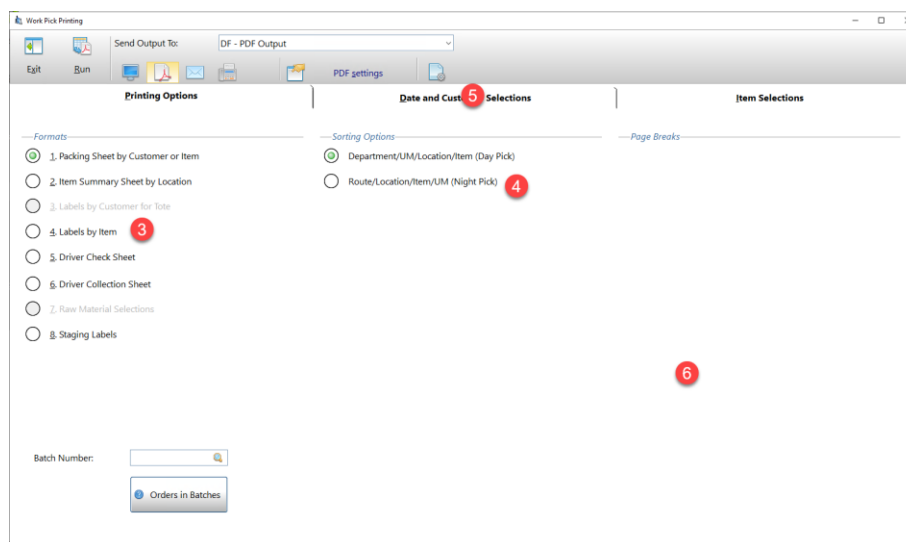 Work Pick Printing
Send Output To: DF - PDF Output
Exit Run PDF settings
Printing Options Date and Cust 5 Selections Item Selections
Formats Sorting Options Page Breaks
1. Packing Sheet by Customer or Item Department/UM/Location/Item (Day Pick)
2. Item Summary Sheet by Location Route/Location/Item/UM (Night Pick) 4
3. Labels by Customer for Tote
4. Labels by Item 3
5. Driver Check Sheet
6. Driver Collection Sheet
7. Raw Material Selections
8. Staging Labels
6
Batch Number:
Orders in Batches